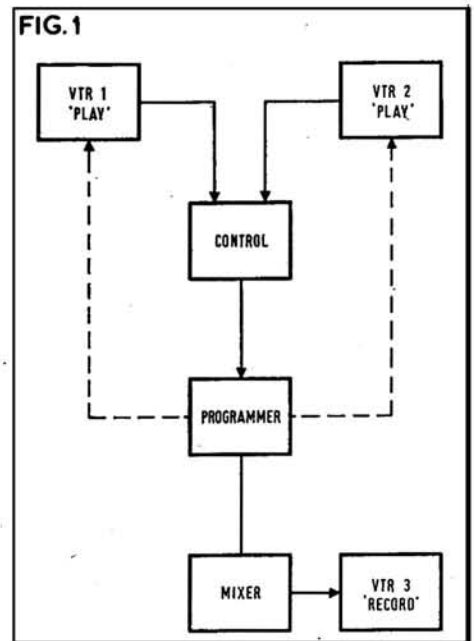 FIG. 1
VTR 1
'PLAY'
VTR 2
'PLAY'
CONTROL
PROGRAMMER
MIXER
VTR 3
'RECORD'